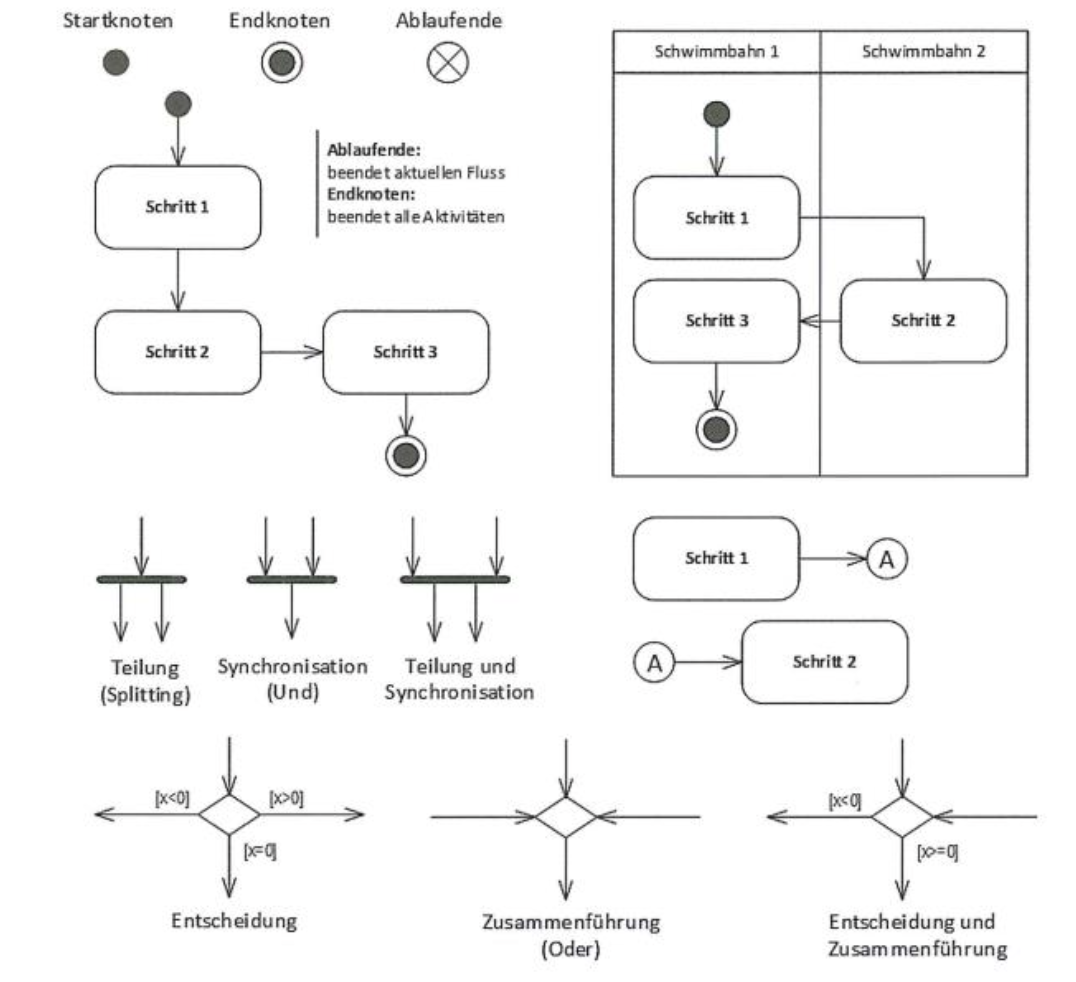 Startknoten
Endknoten
Ablaufende
Ablaufende:
beendet aktuellen Fluss
Endknoten:
beendet alle Aktivitäten
Schritt 1
Schritt 2
Schritt 3
Schwimmbahn 1
Schwimmbahn 2
Schritt 1
Schritt 3
Schritt 2
Teilung
(Splitting)
Synchronisation
(Und)
Teilung und
Synchronisation
Schritt 1
A
A
Schritt 2
[x<0]
[x>0]
[x=0]
Entscheidung
Zusammenführung
(Oder)
[x<0]
[x>=0]
Entscheidung und
Zusammenführung